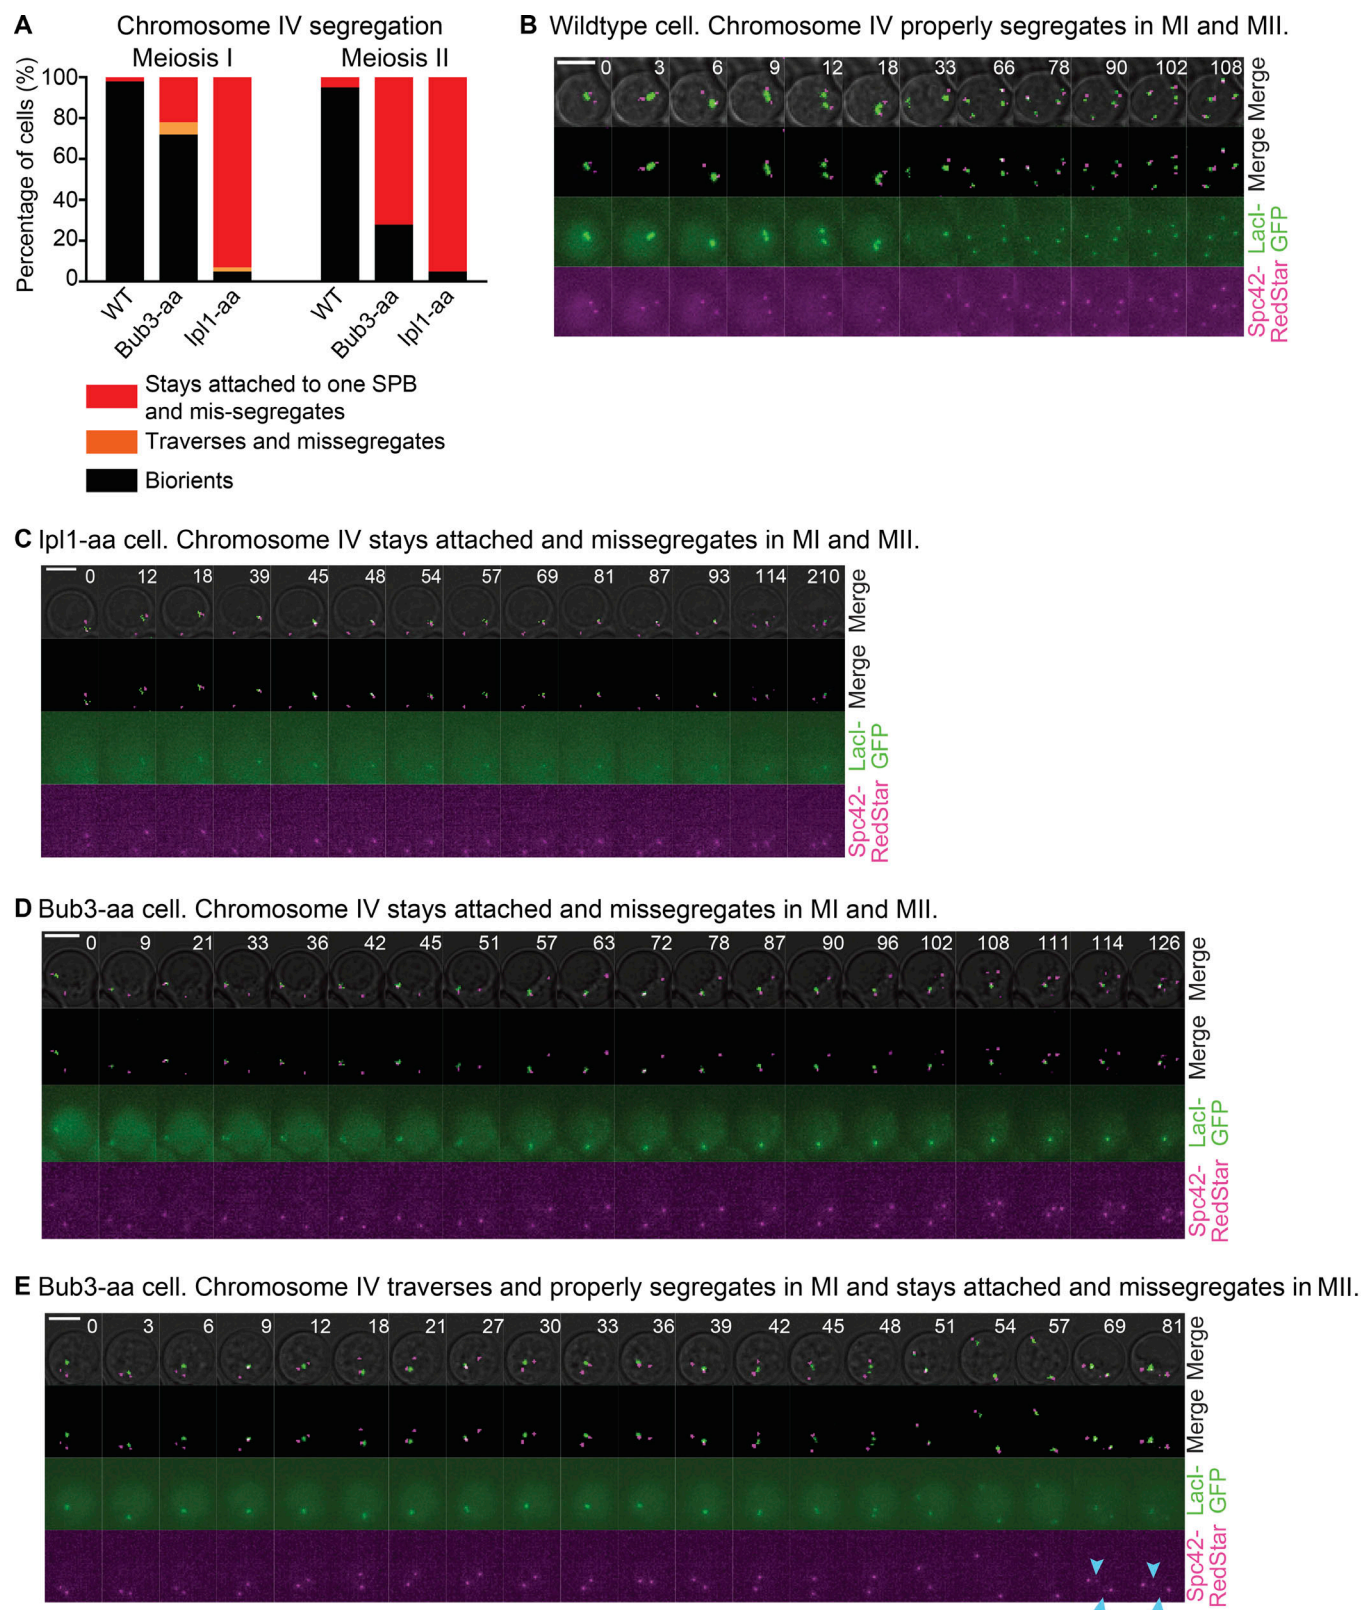 A Chromosome IV segregation
Meiosis I Meiosis II
Percentage of cells (%)
100
80
60
40
20
0
WT
Bub3-aa
Ipl1-aa
WT
Bub3-aa
Ipl1-aa
Stays attached to one SPB
and mis-segregates
Traverses and missegregates
Biorients
B Wildtype cell. Chromosome IV properly segregates in MI and MII.
0 3 6 9 12 18 33 66 78 90 102 108
Merge
Merge
LacI-
GFP
Spc42-
RedStar
C Ipl1-aa cell. Chromosome IV stays attached and missegregates in MI and MII.
0 12 18 39 45 48 54 57 69 81 87 93 114 210
Merge
Merge
LacI-
GFP
Spc42-
RedStar
D Bub3-aa cell. Chromosome IV stays attached and missegregates in MI and MII.
0 9 21 33 36 42 45 51 57 63 72 78 87 90 96 102 108 111 114 126
Merge
Merge
LacI-
GFP
Spc42-
RedStar
E Bub3-aa cell. Chromosome IV traverses and properly segregates in MI and stays attached and missegregates in MII.
0 3 6 9 12 18 21 27 30 33 36 39 42 45 48 51 54 57 69 81
Merge
Merge
LacI-
GFP
Spc42-
RedStar